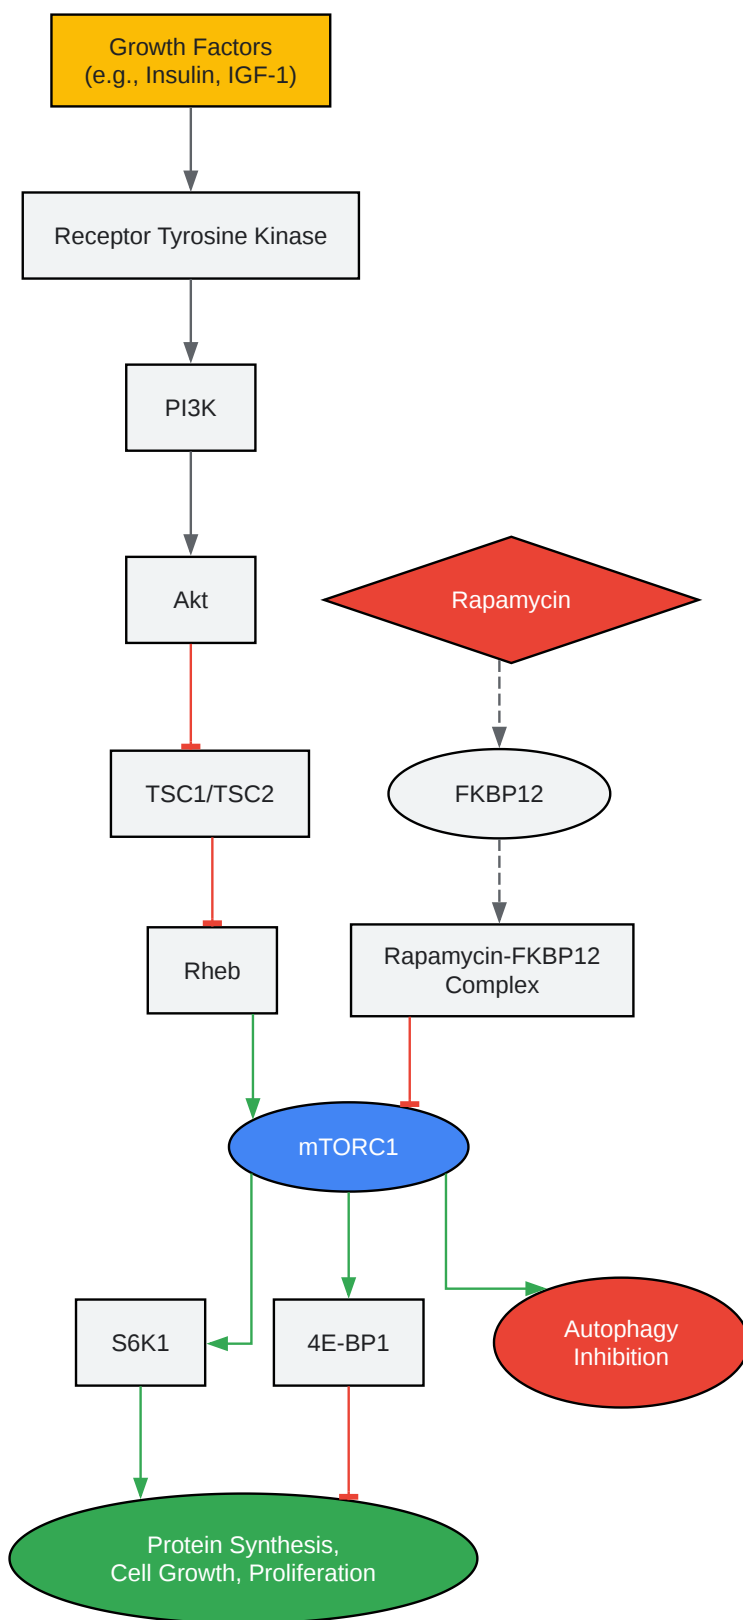 Growth Factors
(e.g., Insulin, IGF-1)
Receptor Tyrosine Kinase
PI3K
Akt
Rapamycin
TSC1/TSC2
FKBP12
Rheb
Rapamycin-FKBP12
Complex
mTORC1
S6K1
4E-BP1
Autophagy
Inhibition
Protein Synthesis,
Cell Growth, Proliferation